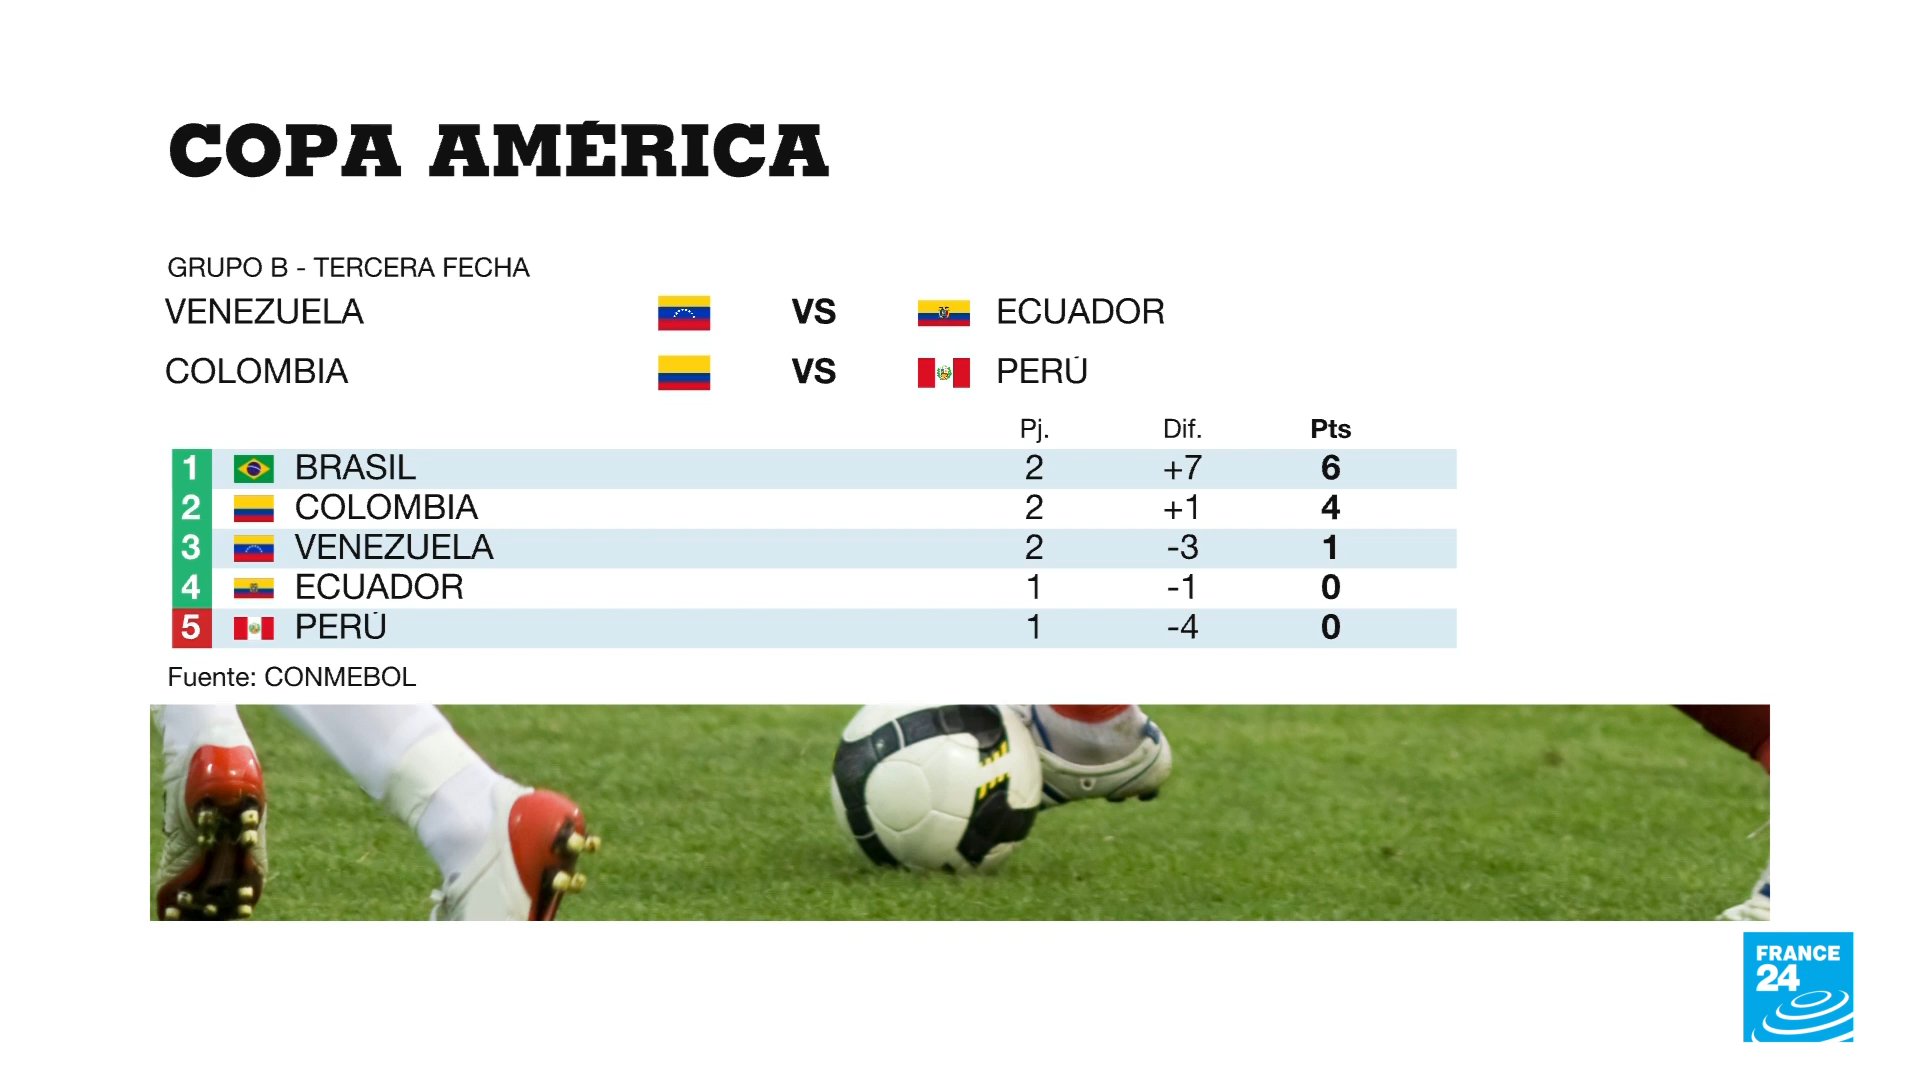 COPA AMÉRICA
GRUPO B - TERCERA FECHA
VENEZUELA VS ECUADOR
COLOMBIA VS PERÚ
Pj. Dif. Pts
1 BRASIL 2 +7 6
2 COLOMBIA 2 +1 4
3 VENEZUELA 2 -3 1
4 ECUADOR 1 -1 0
5 PERÚ 1 -4 0
Fuente: CONMEBOL
FRANCE
24